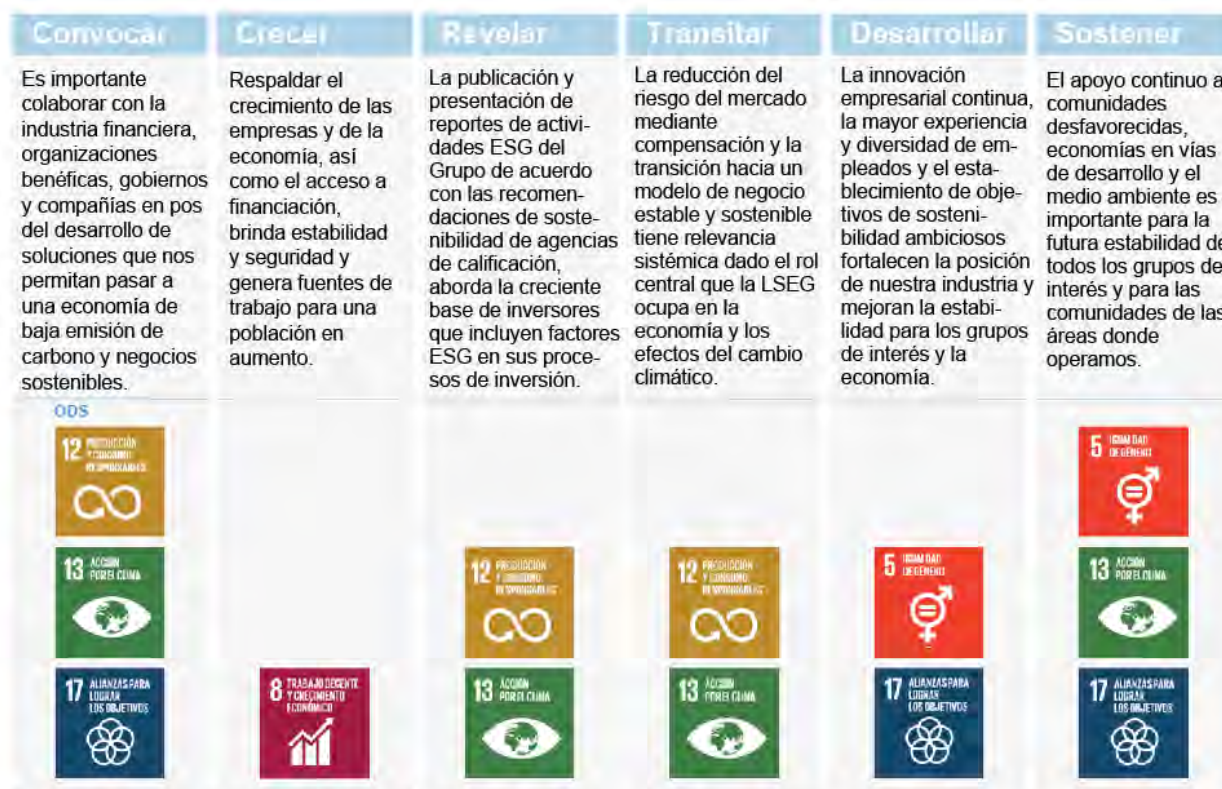 Convocar
Es importante
colaborar con la
industria financiera,
organizaciones
benéficas, gobiernos
y compañías en pos
del desarrollo de
soluciones que nos
permitan pasar a
una economía de
baja emisión de
carbono y negocios
sostenibles.
Crecer
Respaldar el
crecimiento de las
empresas y de la
economía, así
como el acceso a
financiación,
brinda estabilidad
y seguridad y
genera fuentes de
trabajo para una
población en
aumento.
Revelar
La publicación y
presentación de
reportes de activi-
dades ESG del
Grupo de acuerdo
con las recomen-
daciones de soste-
nibilidad de agencias
de calificación,
aborda la creciente
base de inversores
que incluyen factores
ESG en sus proce-
sos de inversión.
Transitar
La reducción del
riesgo del mercado
mediante
compensación y la
transición hacia un
modelo de negocio
estable y sostenible
tiene relevancia
sistémica dado el rol
central que la LSEG
ocupa en la
economía y los
efectos del cambio
climático.
Desarrollar
La innovación
empresarial continua,
la mayor experiencia
y diversidad de em-
pleados y el esta-
blecimiento de obje-
tivos de sosteni-
bilidad ambiciosos
fortalecen la posición
de nuestra industria y
mejoran la estabi-
lidad para los grupos
de interés y la
economía.
Sostener
El apoyo continuo a
comunidades
desfavorecidas,
economías en vías
de desarrollo y el
medio ambiente es
importante para la
futura estabilidad de
todos los grupos de
interés y para las
comunidades de las
áreas donde
operamos.
ODS
12 PRODUCCIÓN
Y CONSUMO
RESPONSABLES
13 ACCIÓN
POR EL CLIMA
17 ALIANZAS PARA
LOGRAR
LOS OBJETIVOS
8 TRABAJO DECENTE
Y CRECIMIENTO
ECONÓMICO
12 PRODUCCIÓN
Y CONSUMO
RESPONSABLES
13 ACCIÓN
POR EL CLIMA
12 PRODUCCIÓN
Y CONSUMO
RESPONSABLES
13 ACCIÓN
POR EL CLIMA
5 IGUALDAD
DE GÉNERO
17 ALIANZAS PARA
LOGRAR
LOS OBJETIVOS
5 IGUALDAD
DE GÉNERO
13 ACCIÓN
POR EL CLIMA
17 ALIANZAS PARA
LOGRAR
LOS OBJETIVOS